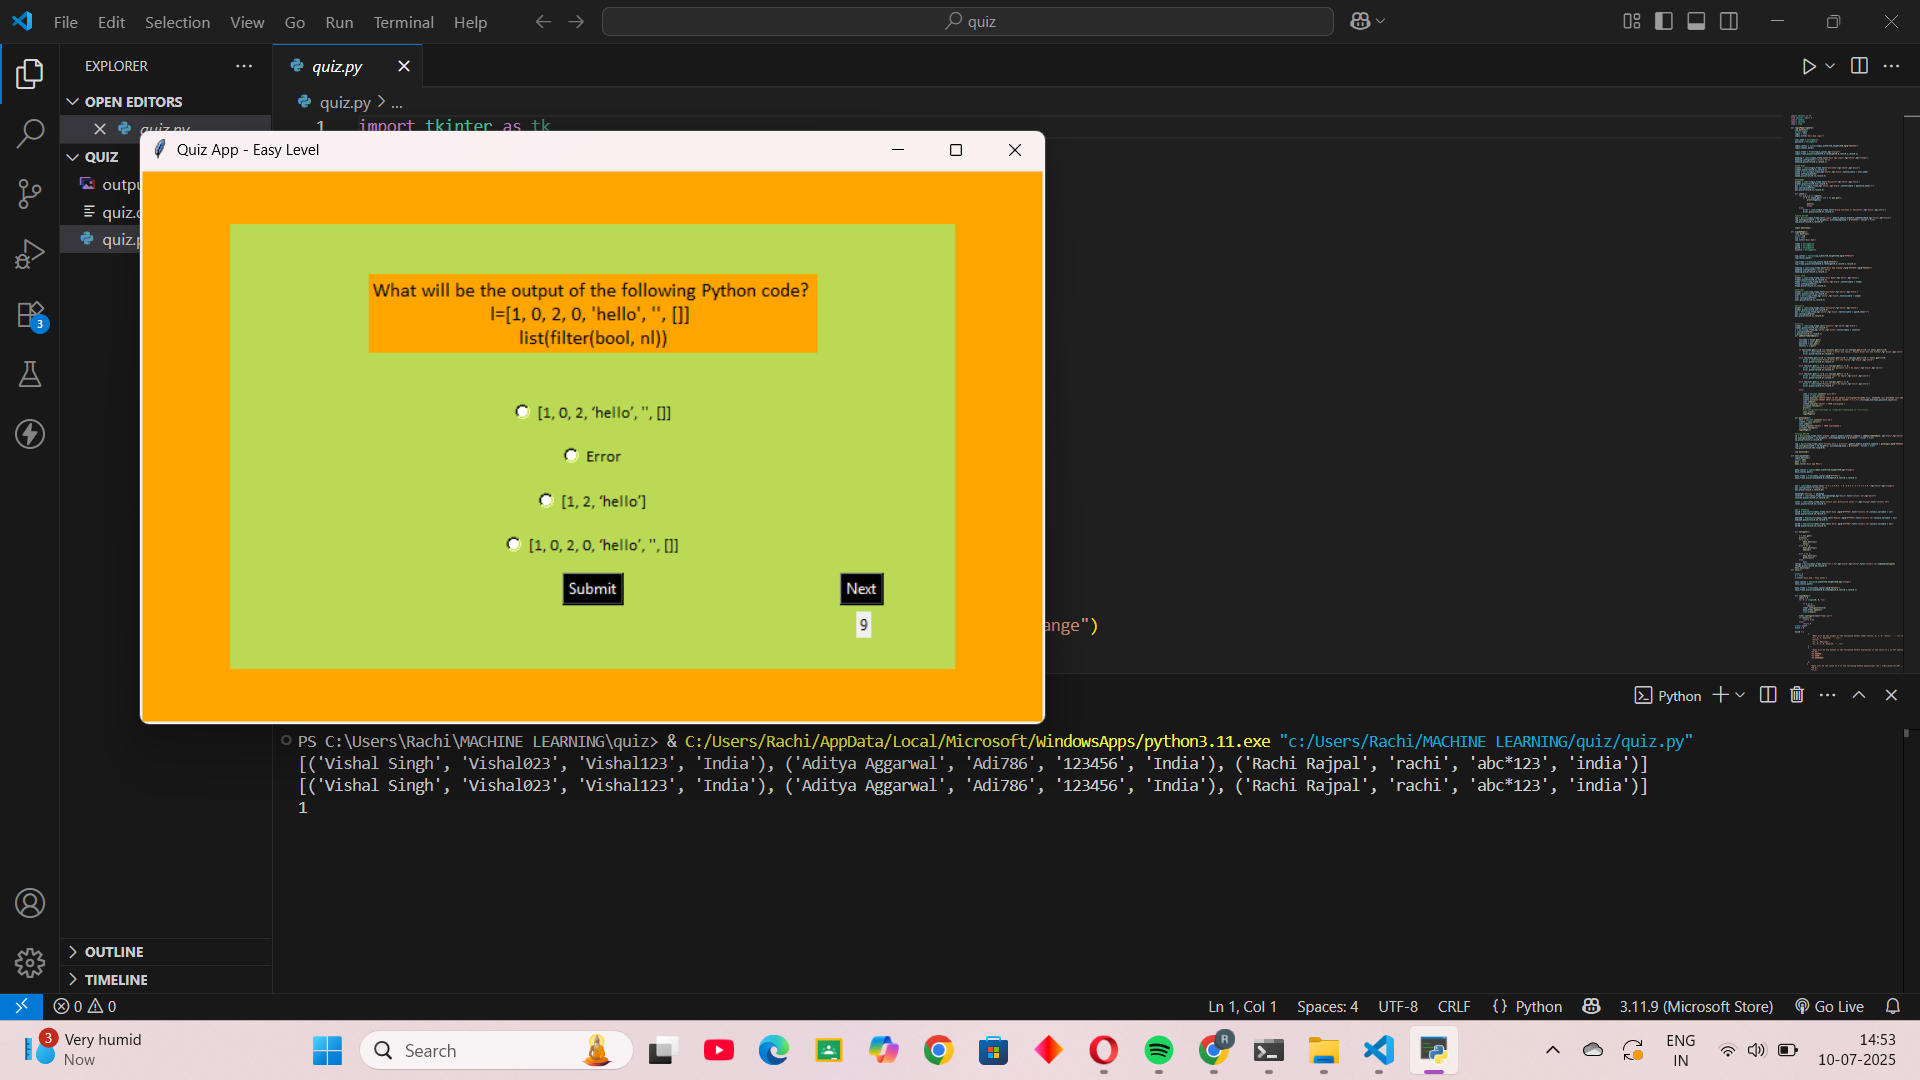 File Edit Selection View Go Run Terminal Help
quiz
EXPLORER
quiz.py
OPEN EDITORS
quiz.py > ...
quiz.py
1 import tkinter as tk
QUIZ
Quiz App - Easy Level
What will be the output of the following Python code?
l=[1, 0, 2, 0, 'hello', '', []]
list(filter(bool, nl))
[1, 0, 2, ‘hello’, '', []]
Error
[1, 2, ‘hello’]
[1, 0, 2, 0, ‘hello’, '', []]
Submit
Next
9
ange")
3
Python
PS C:\Users\Rachi\MACHINE LEARNING\quiz> & C:/Users/Rachi/AppData/Local/Microsoft/WindowsApps/python3.11.exe "c:/Users/Rachi/MACHINE LEARNING/quiz/quiz.py"
[('Vishal Singh', 'Vishal023', 'Vishal123', 'India'), ('Aditya Aggarwal', 'Adi786', '123456', 'India'), ('Rachi Rajpal', 'rachi', 'abc*123', 'india')]
[('Vishal Singh', 'Vishal023', 'Vishal123', 'India'), ('Aditya Aggarwal', 'Adi786', '123456', 'India'), ('Rachi Rajpal', 'rachi', 'abc*123', 'india')]
1
OUTLINE
TIMELINE
0 0
Ln 1, Col 1 Spaces: 4 UTF-8 CRLF {} Python 3.11.9 (Microsoft Store) Go Live
3
Very humid
Now
Search
R
ENG
IN
14:53
10-07-2025